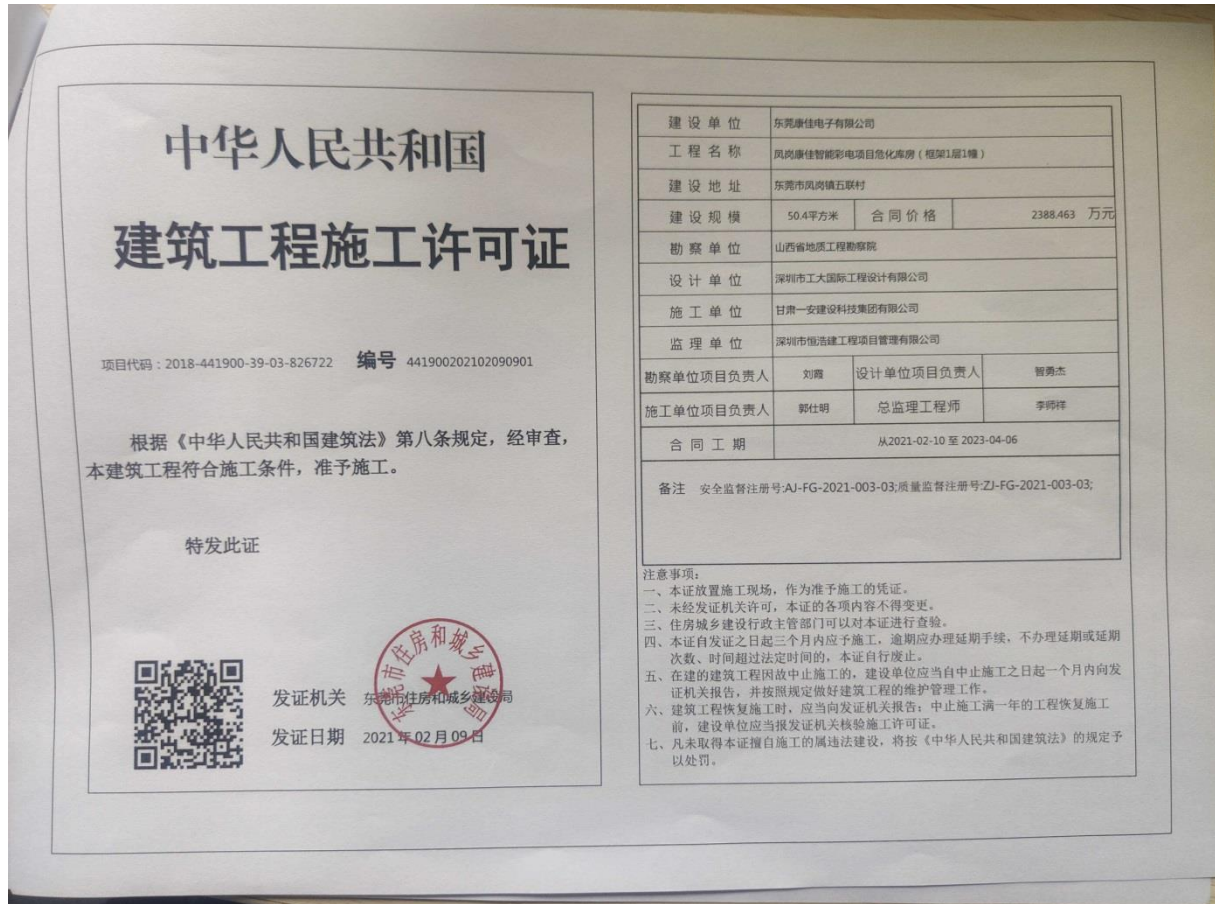 中华人民共和国
建筑工程施工许可证
项目代码：2018-441900-39-03-826722 编号 441900202102090901
根据《中华人民共和国建筑法》第八条规定，经审查，
本建筑工程符合施工条件，准予施工。
特发此证
发证机关 东莞市住房和城乡建设局
发证日期 2021年02月09日
东莞市住房和城乡建设局
建设单位 东莞康佳电子有限公司
工程名称 凤岗康佳智能彩电项目危化库房（框架1层1幢）
建设地址 东莞市凤岗镇五联村
建设规模 50.4平方米 合同价格 2388.463 万元
勘察单位 山西省地质工程勘察院
设计单位 深圳市工大国际工程设计有限公司
施工单位 甘肃一安建设科技集团有限公司
监理单位 深圳市恒浩建工程项目管理有限公司
勘察单位项目负责人 刘霞 设计单位项目负责人 智勇杰
施工单位项目负责人 郭仕明 总监理工程师 李师祥
合同工期 从2021-02-10 至 2023-04-06
备注 安全监督注册号:AJ-FG-2021-003-03;质量监督注册号:ZJ-FG-2021-003-03;
注意事项：
一、本证放置施工现场，作为准予施工的凭证。
二、未经发证机关许可，本证的各项内容不得变更。
三、住房城乡建设行政主管部门可以对本证进行查验。
四、本证自发证之日起三个月内应予施工，逾期应办理延期手续，不办理延期或延期
次数、时间超过法定时间的，本证自行废止。
五、在建的建筑工程因故中止施工的，建设单位应当自中止施工之日起一个月内向发
证机关报告，并按照规定做好建筑工程的维护管理工作。
六、建筑工程恢复施工时，应当向发证机关报告；中止施工满一年的工程恢复施工
前，建设单位应当报发证机关核验施工许可证。
七、凡未取得本证擅自施工的属违法建设，将按《中华人民共和国建筑法》的规定予
以处罚。